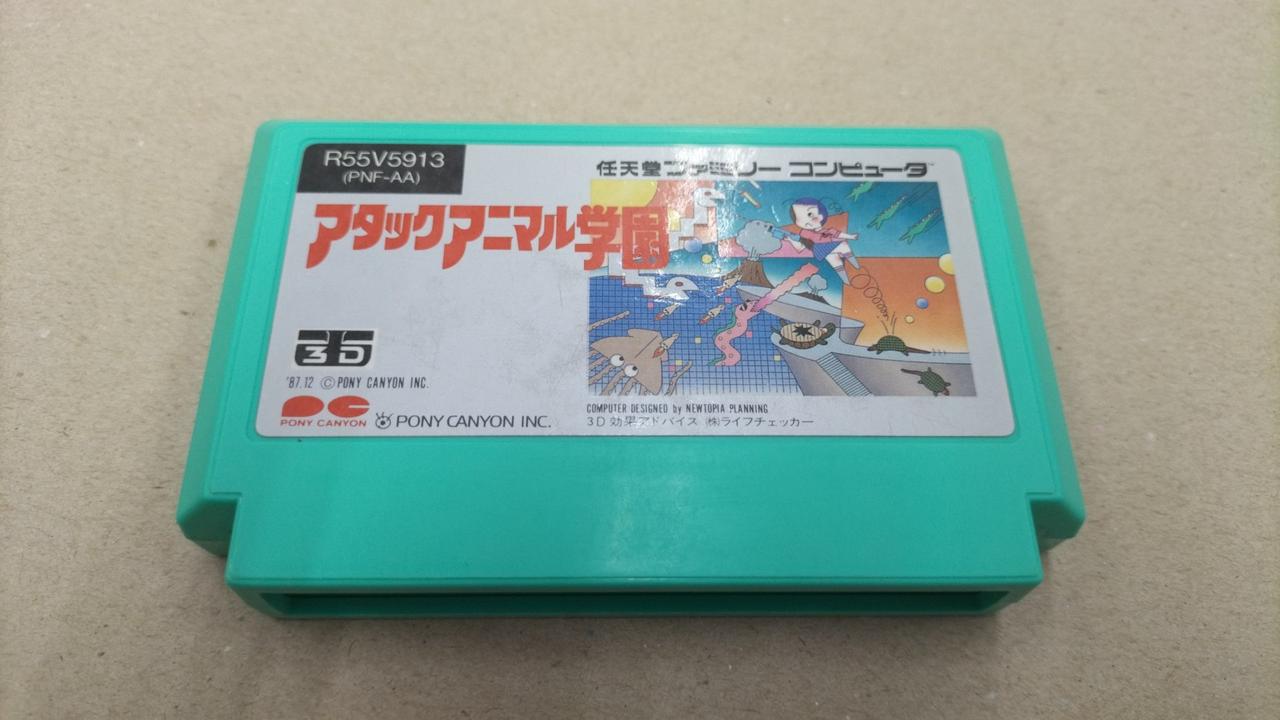 R55V5913
(PNF-AA)
任天堂ファミリー コンピュータ™
アタックアニマル学園
3D
'87.12 ©PONY CANYON INC.
PONY CANYON
PONY CANYON INC.
COMPUTER DESIGNED by NEWTOPIA PLANNING
3D効果アドバイス ㈱ライフチェッカー